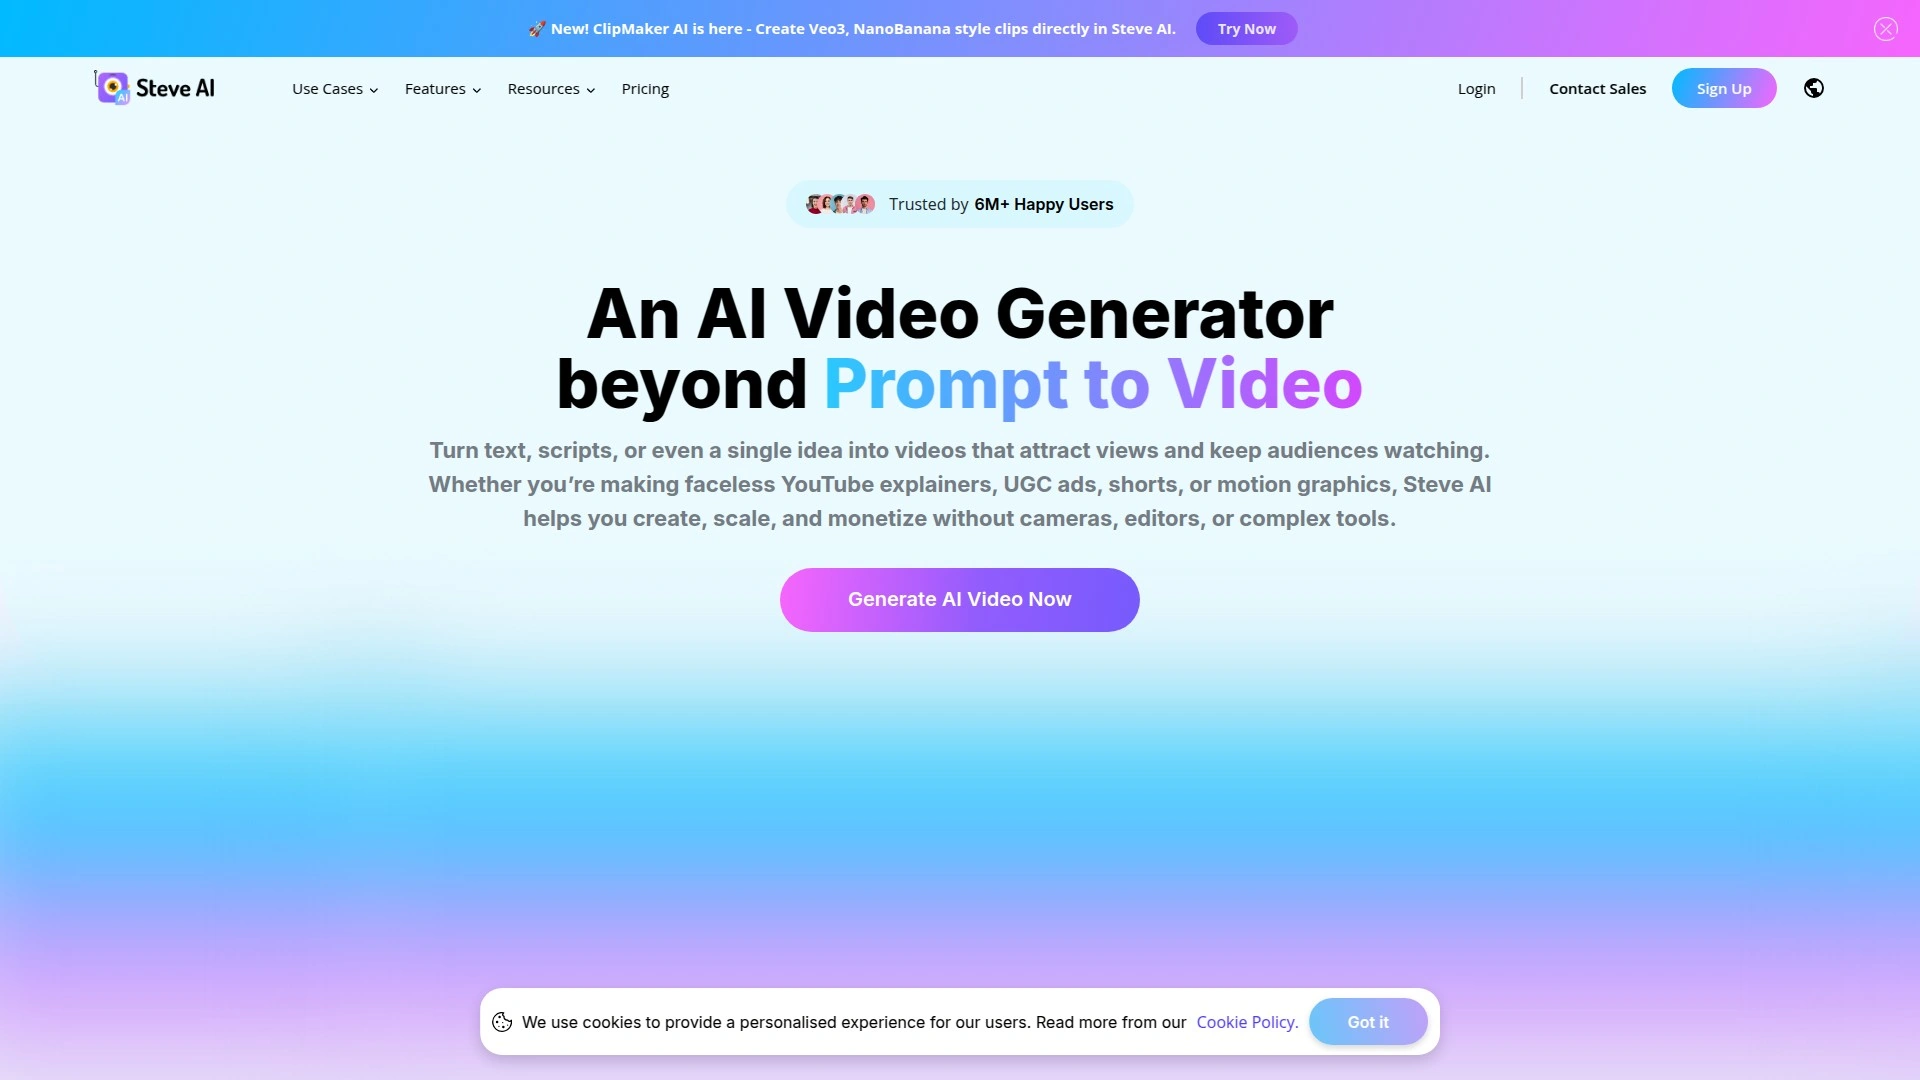 🚀 New! ClipMaker AI is here - Create Veo3, NanoBanana style clips directly in Steve AI.
Try Now
AI
Steve AI
Use Cases
Features
Resources
Pricing
Login
Contact Sales
Sign Up
Trusted by 6M+ Happy Users
An AI Video Generator
beyond Prompt to Video
Turn text, scripts, or even a single idea into videos that attract views and keep audiences watching.
Whether you’re making faceless YouTube explainers, UGC ads, shorts, or motion graphics, Steve AI
helps you create, scale, and monetize without cameras, editors, or complex tools.
Generate AI Video Now
We use cookies to provide a personalised experience for our users. Read more from our Cookie Policy.
Got it